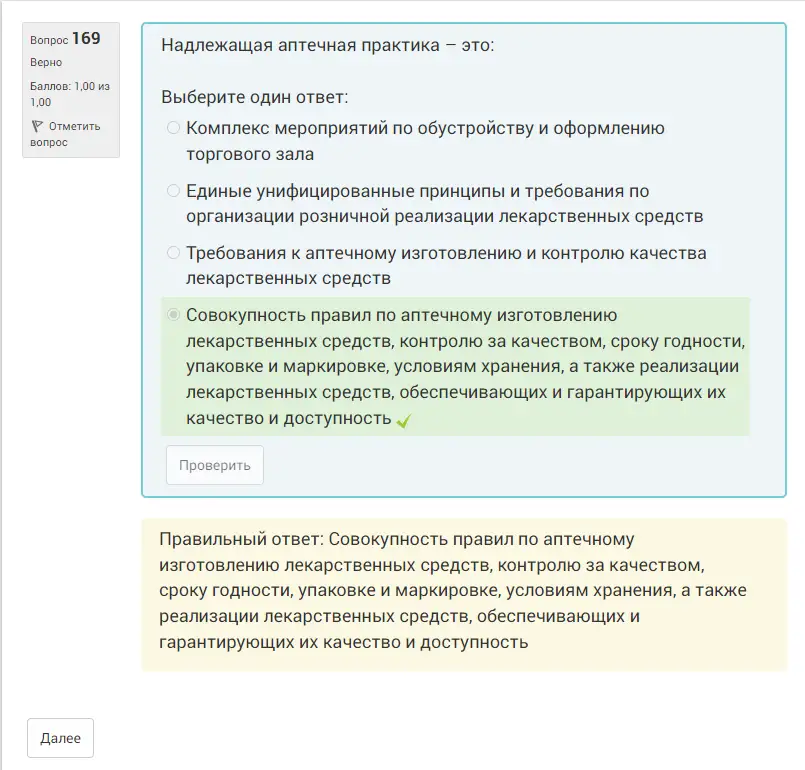 Вопрос 169
Верно
Баллов: 1,00 из
1,00
Отметить
вопрос
Надлежащая аптечная практика – это:
Выберите один ответ:
Комплекс мероприятий по обустройству и оформлению
торгового зала
Единые унифицированные принципы и требования по
организации розничной реализации лекарственных средств
Требования к аптечному изготовлению и контролю качества
лекарственных средств
Совокупность правил по аптечному изготовлению
лекарственных средств, контролю за качеством, сроку годности,
упаковке и маркировке, условиям хранения, а также реализации
лекарственных средств, обеспечивающих и гарантирующих их
качество и доступность
Проверить
Правильный ответ: Совокупность правил по аптечному
изготовлению лекарственных средств, контролю за качеством,
сроку годности, упаковке и маркировке, условиям хранения, а также
реализации лекарственных средств, обеспечивающих и
гарантирующих их качество и доступность
Далее